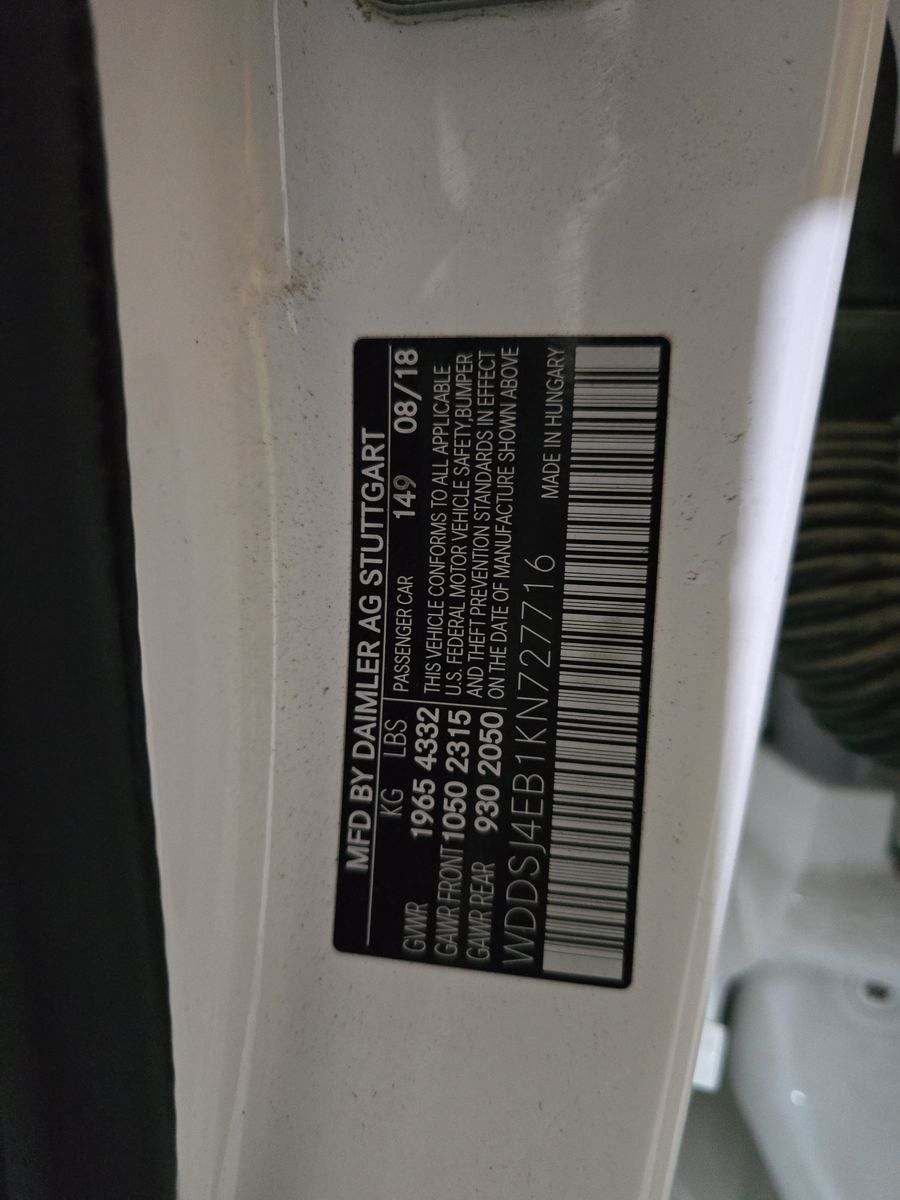 MFD BY DAIMLER AG STUTTGART
KG LBS PASSENGER CAR 149 08/18
GVWR 1965 4332 THIS VEHICLE CONFORMS TO ALL APPLICABLE
GAWR FRONT 1050 2315 U.S. FEDERAL MOTOR VEHICLE SAFETY,BUMPER
GAWR REAR 930 2050 AND THEFT PREVENTION STANDARDS IN EFFECT
ON THE DATE OF MANUFACTURE SHOWN ABOVE
WDDSJ4EB1KN727716
MADE IN HUNGARY